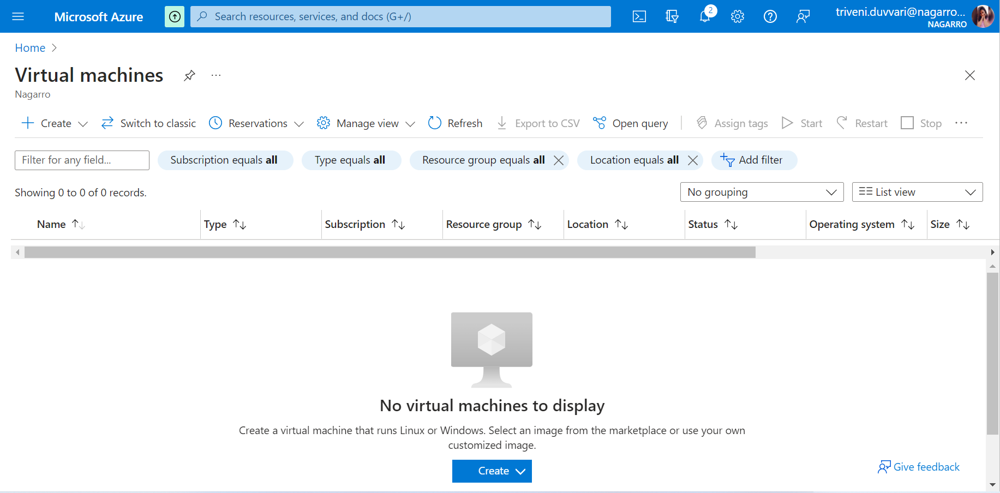 Microsoft Azure
Search resources, services, and docs (G+/)
2
triveni.duvvari@nagarro...
NAGARRO
Home
Virtual machines
...
Nagarro
Create
Switch to classic
Reservations
Manage view
Refresh
Export to CSV
Open query
Assign tags
Start
Restart
Stop
...
Filter for any field...
Subscription equals all
Type equals all
Resource group equals all
Location equals all
Add filter
Showing 0 to 0 of 0 records.
No grouping
List view
Name
Type
Subscription
Resource group
Location
Status
Operating system
Size
No virtual machines to display
Create a virtual machine that runs Linux or Windows. Select an image from the marketplace or use your own
customized image.
Create
Give feedback